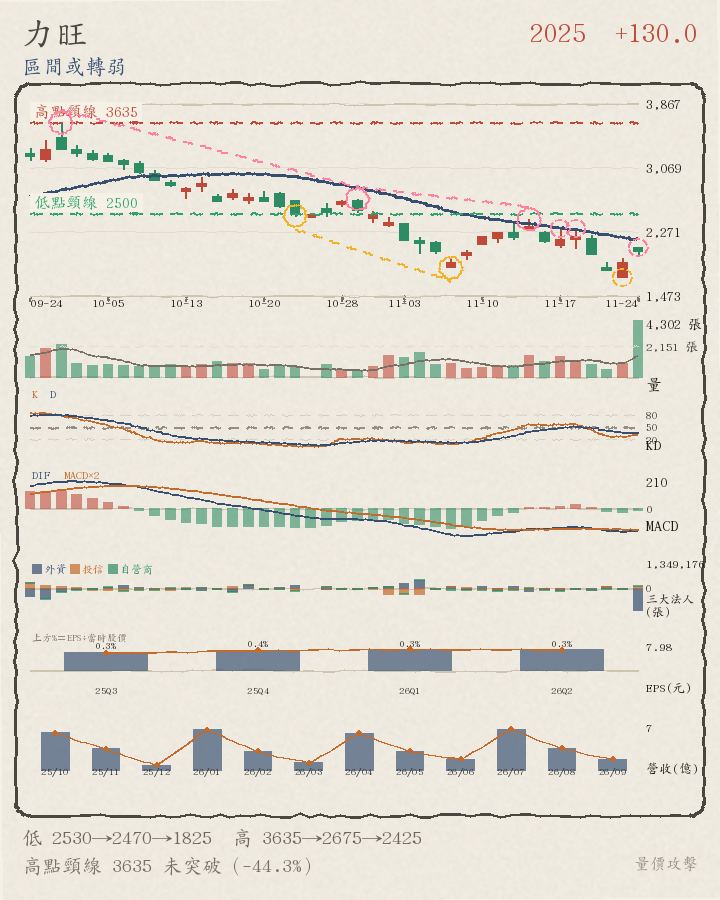 力旺
2025 +130.0
區間或轉弱
高點頸線 3635
3,867
3,069
低點頸線 2500
2,271
1,473
09-24 10-05 10-13 10-20 10-28 11-03 11-10 11-17 11-24
4,302 張
2,151 張
量
K D
80
50
20
KD
DIF MACD×2
210
0
MACD
外資 投信 自營商
1,349,176
0
三大法人
(張)
上方%=EPS÷當時股價
0.3% 0.4% 0.3% 0.3%
7.98
25Q3 25Q4 26Q1 26Q2
EPS(元)
7
25/10 25/11 25/12 26/01 26/02 26/03 26/04 26/05 26/06 26/07 26/08 26/09
營收(億)
低 2530→2470→1825 高 3635→2675→2425
高點頸線 3635 未突破 (-44.3%)
量價攻擊